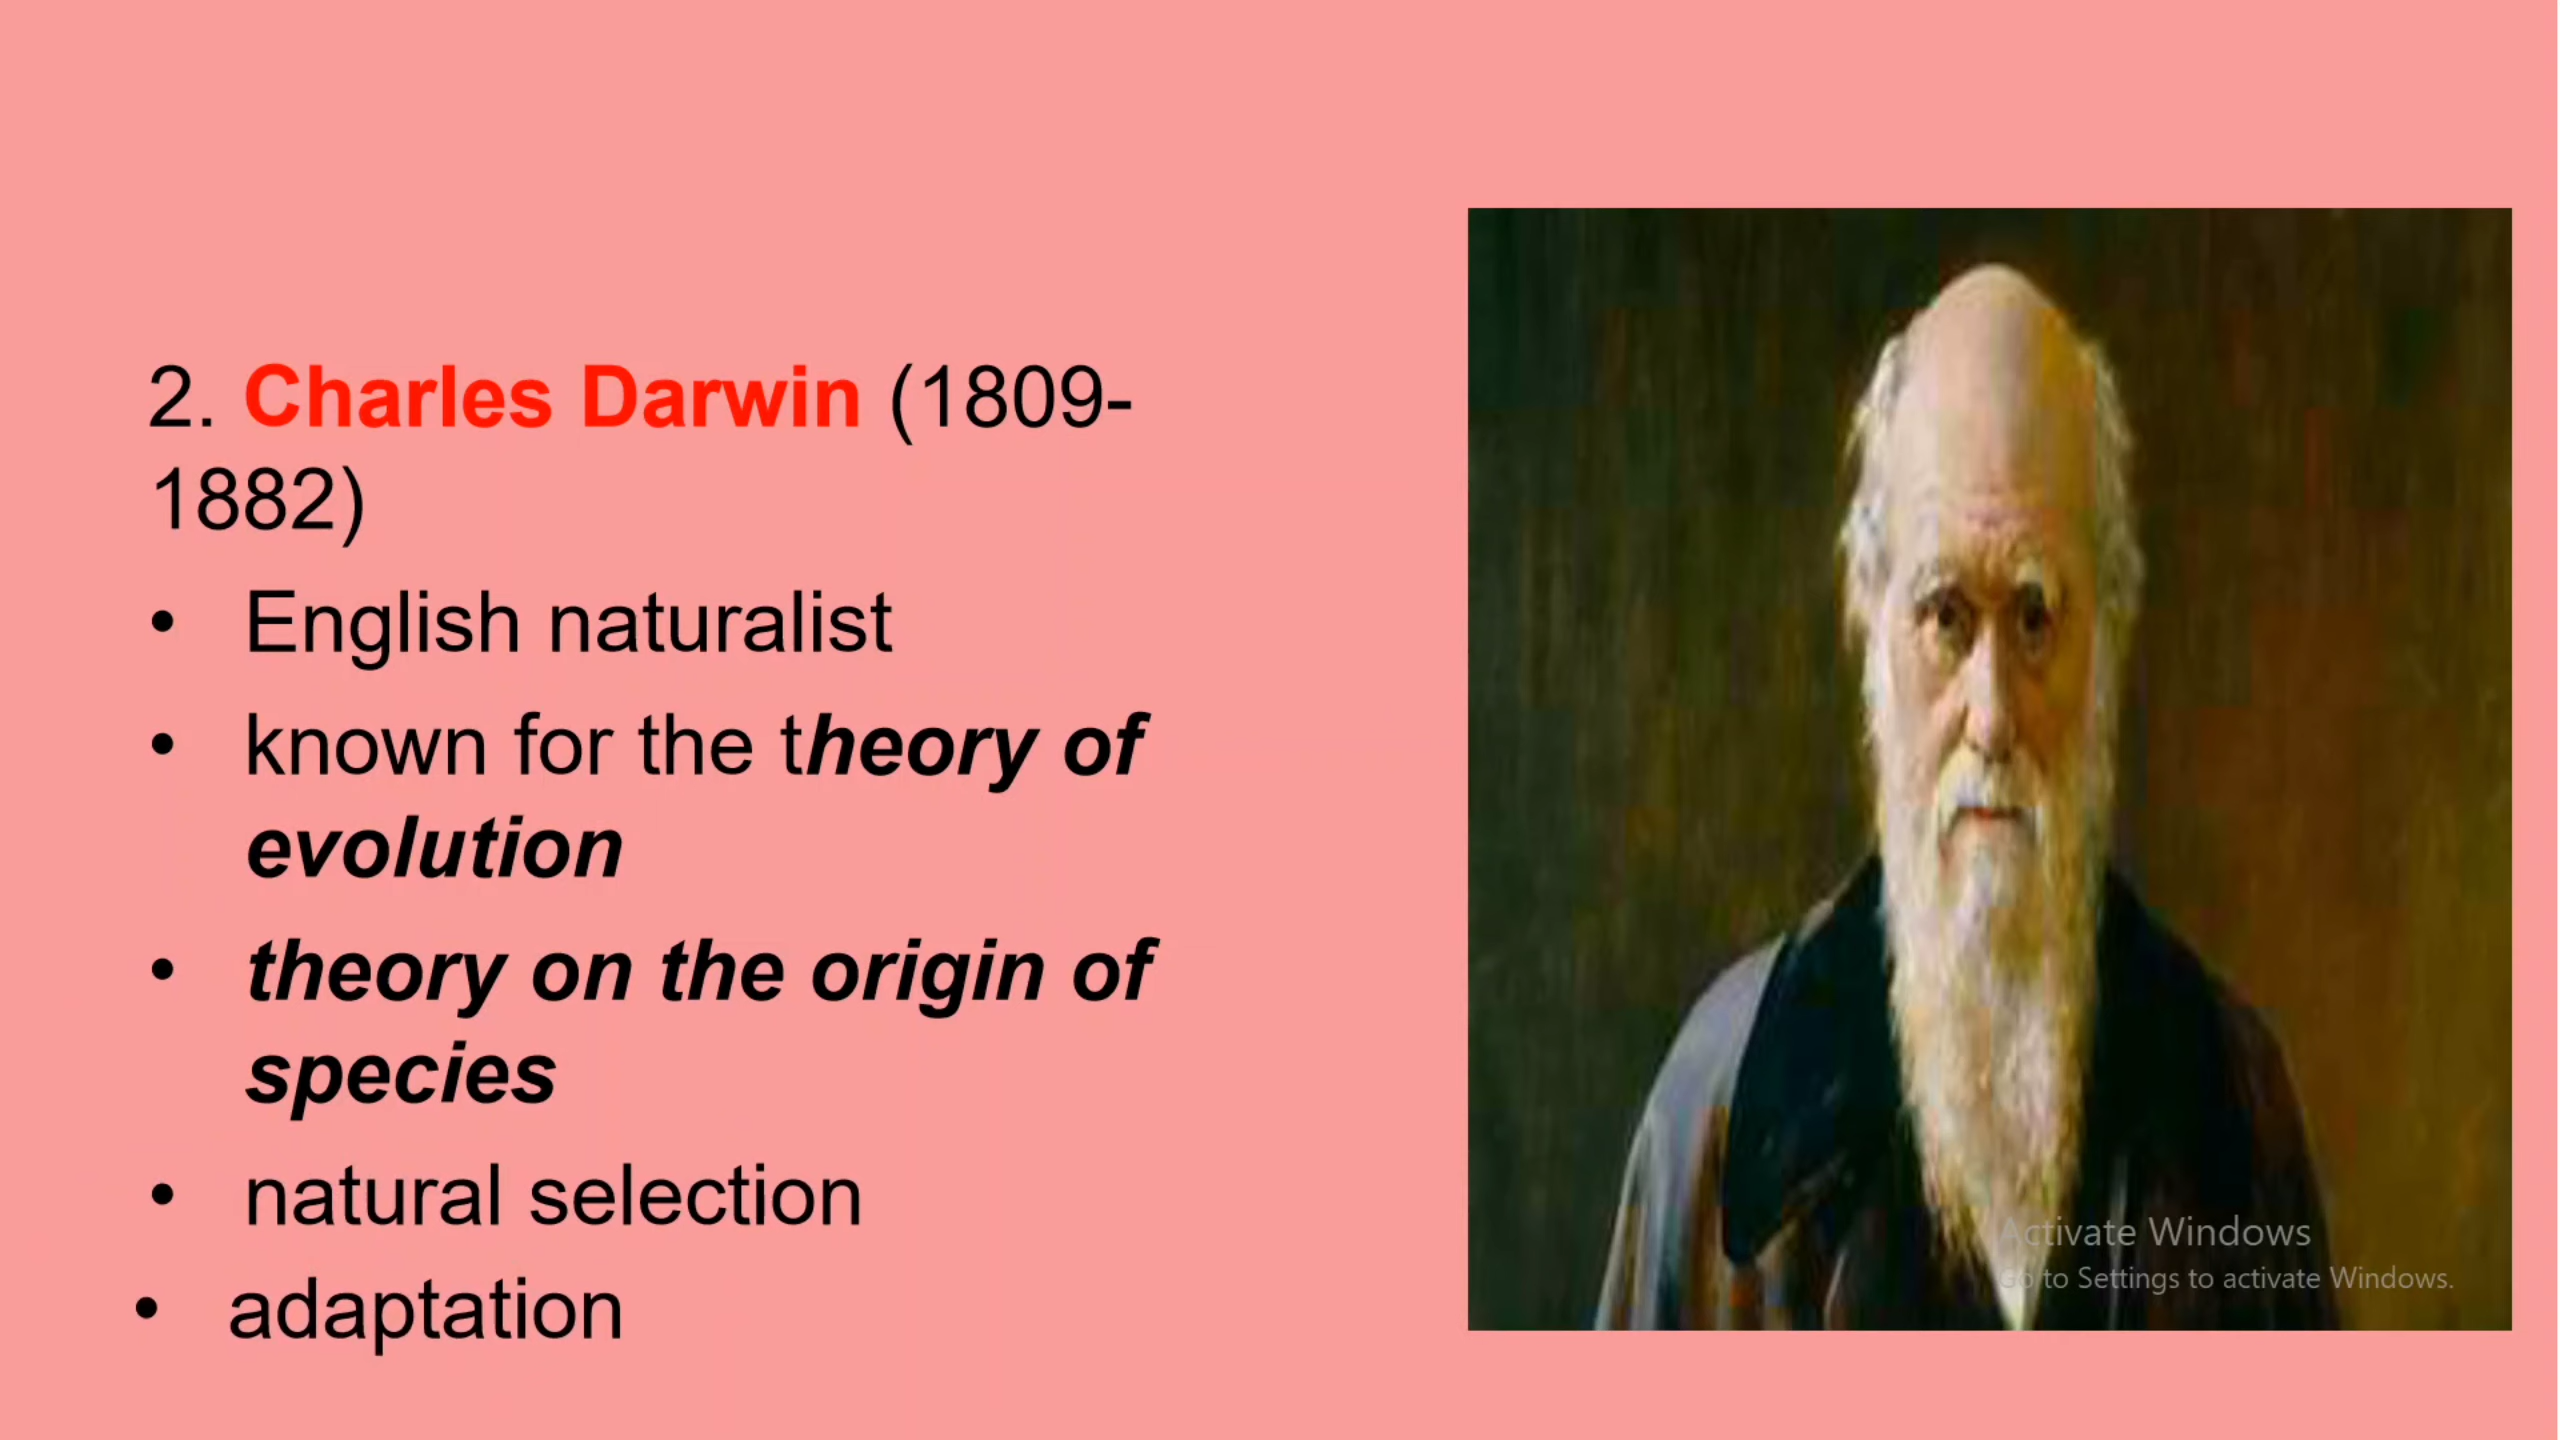 2. Charles Darwin (1809-
1882)
• English naturalist
• known for the theory of
evolution
• theory on the origin of
species
• natural selection
• adaptation
Activate Windows
Go to Settings to activate Windows.